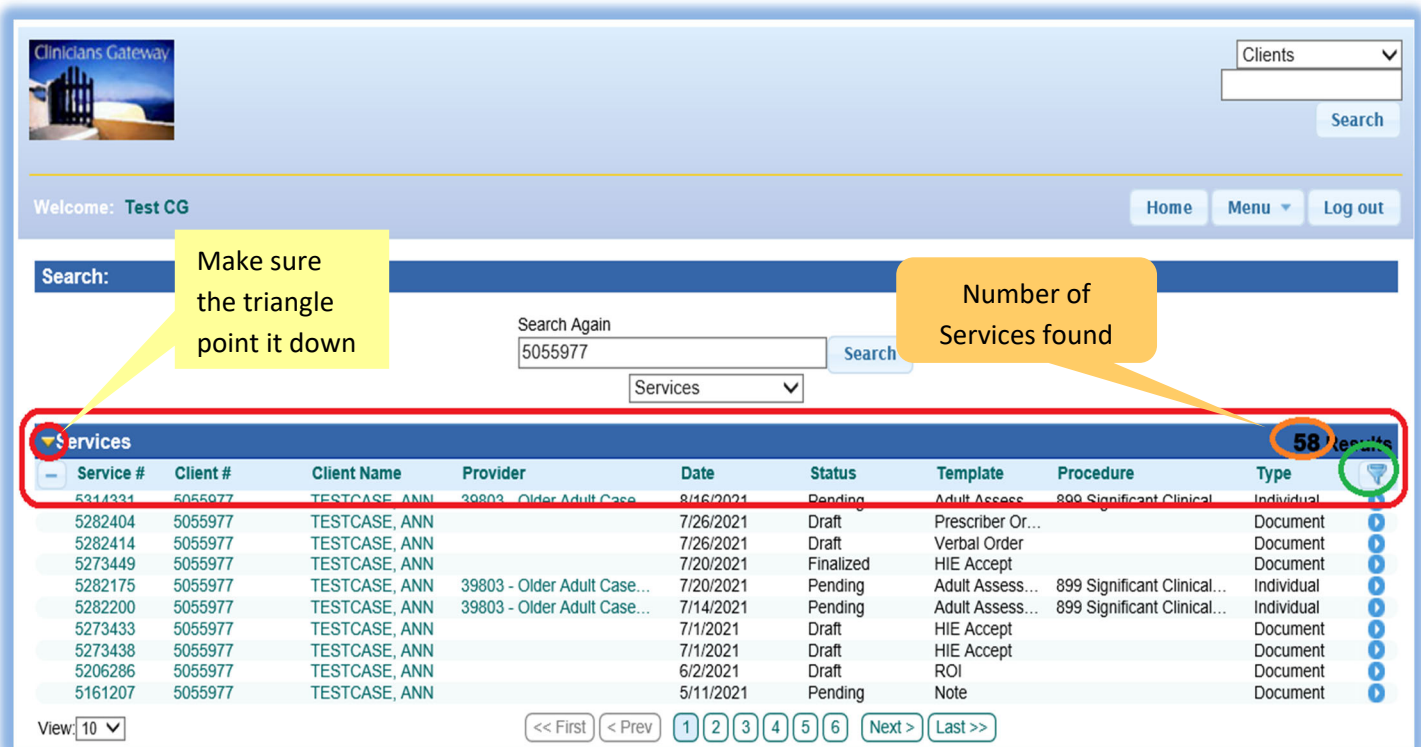 Clinicians Gateway
Clients
Search
Welcome: Test CG
Home Menu Log out
Make sure
the triangle
point it down
Search:
Number of
Services found
Search Again
5055977 Search
Services
Services 58 Results
Service # Client # Client Name Provider Date Status Template Procedure Type
5314331 5055977 TESTCASE, ANN 39803 - Older Adult Case... 8/16/2021 Pending Adult Assess... 899 Significant Clinical... Individual
5282404 5055977 TESTCASE, ANN 7/26/2021 Draft Prescriber Or... Document
5282414 5055977 TESTCASE, ANN 7/26/2021 Draft Verbal Order Document
5273449 5055977 TESTCASE, ANN 7/20/2021 Finalized HIE Accept Document
5282175 5055977 TESTCASE, ANN 39803 - Older Adult Case... 7/20/2021 Pending Adult Assess... 899 Significant Clinical... Individual
5282200 5055977 TESTCASE, ANN 39803 - Older Adult Case... 7/14/2021 Pending Adult Assess... 899 Significant Clinical... Individual
5273433 5055977 TESTCASE, ANN 7/1/2021 Draft HIE Accept Document
5273438 5055977 TESTCASE, ANN 7/1/2021 Draft HIE Accept Document
5206286 5055977 TESTCASE, ANN 6/2/2021 Draft ROI Document
5161207 5055977 TESTCASE, ANN 5/11/2021 Pending Note Document
View: 10 << First < Prev 1 2 3 4 5 6 Next > Last >>